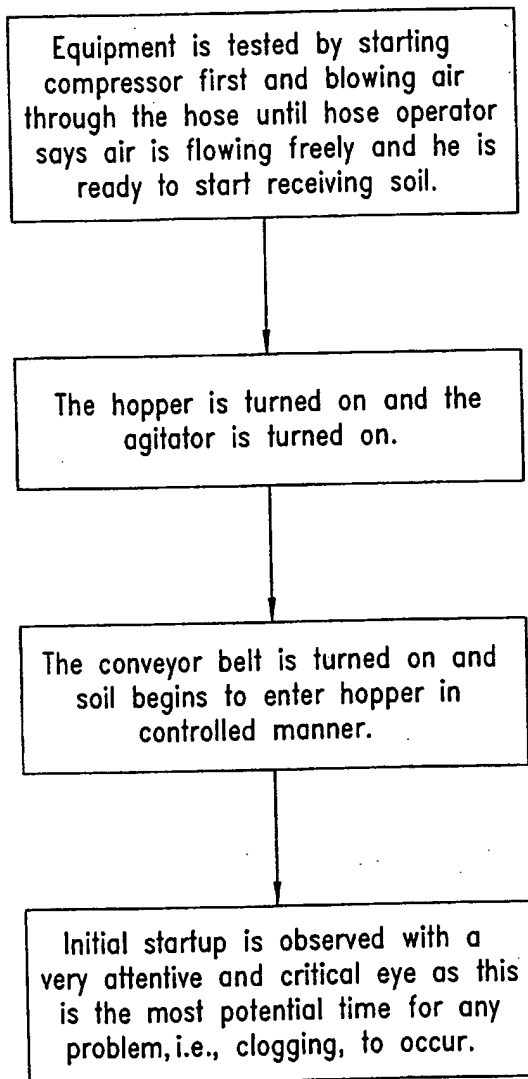 Equipment is tested by starting
compressor first and blowing air
through the hose until hose operator
says air is flowing freely and he is
ready to start receiving soil.
The hopper is turned on and the
agitator is turned on.
The conveyor belt is turned on and
soil begins to enter hopper in
controlled manner.
Initial startup is observed with a
very attentive and critical eye as this
is the most potential time for any
problem, i.e., clogging, to occur.